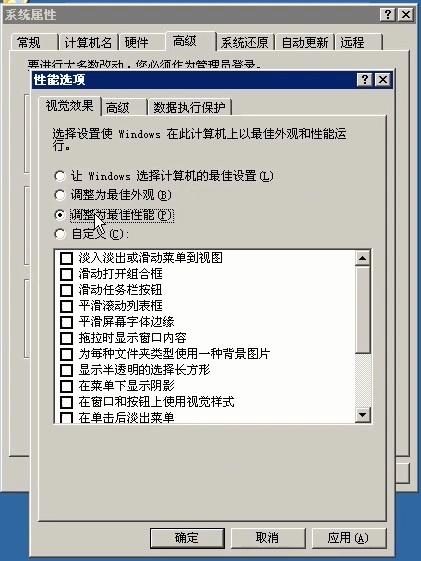 系统属性
常规 计算机名 硬件 高级 系统还原 自动更新 远程
要进行大多数改动，您必须作为管理员登录。
性能选项
视觉效果 高级 数据执行保护
选择设置使 Windows 在此计算机上以最佳外观和性能运
行。
让 Windows 选择计算机的最佳设置(L)
调整为最佳外观(B)
调整为最佳性能(P)
自定义(C):
淡入淡出或滑动菜单到视图
滑动打开组合框
滑动任务栏按钮
平滑滚动列表框
平滑屏幕字体边缘
拖拉时显示窗口内容
为每种文件夹类型使用一种背景图片
显示半透明的选择长方形
在菜单下显示阴影
在窗口和按钮上使用视觉样式
在单击后淡出菜单
确定 取消 应用(A)